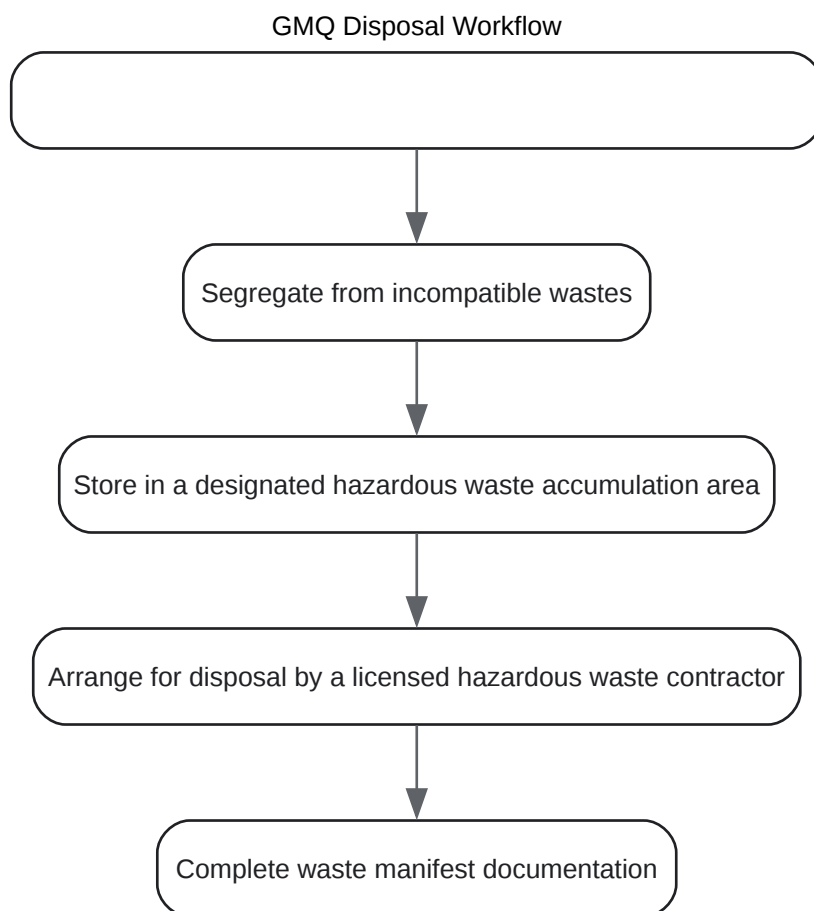 GMQ Disposal Workflow
Segregate from incompatible wastes
Store in a designated hazardous waste accumulation area
Arrange for disposal by a licensed hazardous waste contractor
Complete waste manifest documentation